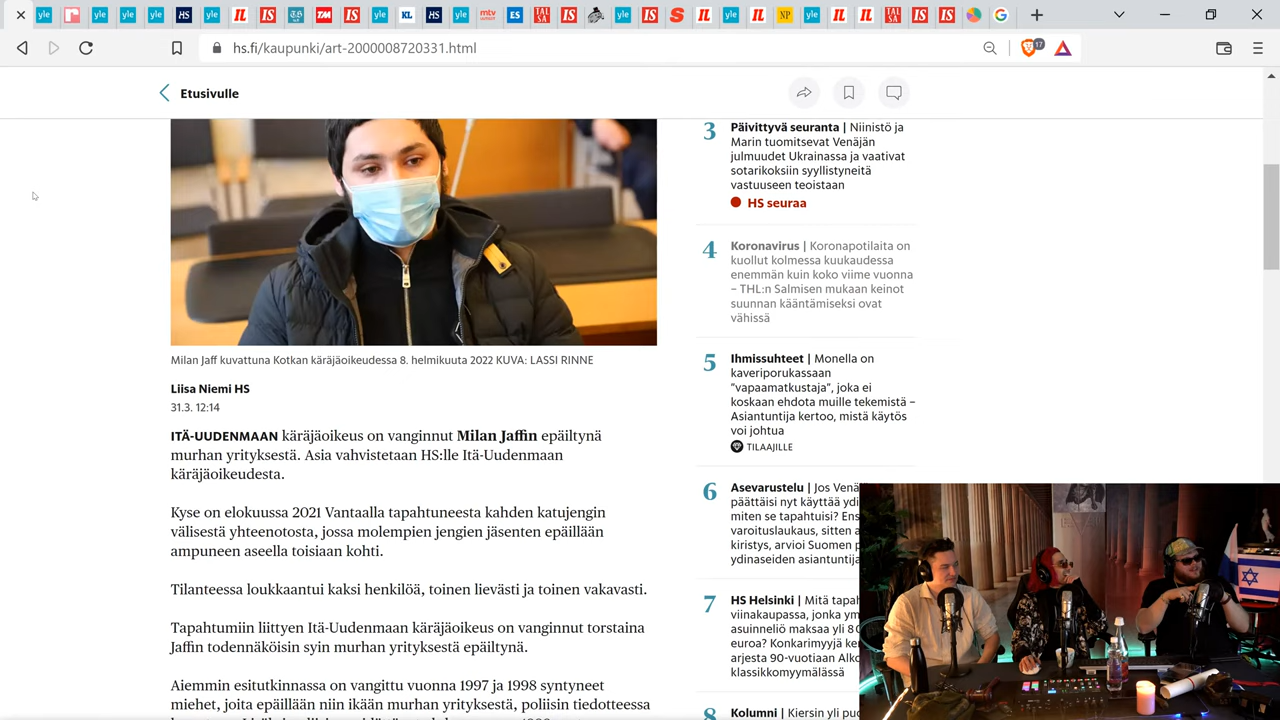 hs.fi/kaupunki/art-2000008720331.html
17
Etusivulle
Milan Jaff kuvattuna Kotkan käräjäoikeudessa 8. helmikuuta 2022 KUVA: LASSI RINNE
Liisa Niemi HS
31.3. 12:14
ITÄ-UUDENMAAN käräjäoikeus on vanginnut Milan Jaffin epäiltynä
murhan yrityksestä. Asia vahvistetaan HS:lle Itä-Uudenmaan
käräjäoikeudesta.
Kyse on elokuussa 2021 Vantaalla tapahtuneesta kahden katujengin
välisestä yhteenotosta, jossa molempien jengien jäsenten epäillään
ampuneen aseella toisiaan kohti.
Tilanteessa loukkaantui kaksi henkilöä, toinen lievästi ja toinen vakavasti.
Tapahtumiin liittyen Itä-Uudenmaan käräjäoikeus on vanginnut torstaina
Jaffin todennäköisin syin murhan yrityksestä epäiltynä.
Aiemmin esitutkinnassa on vangittu vuonna 1997 ja 1998 syntyneet
miehet, joita epäillään niin ikään murhan yrityksestä, poliisin tiedotteessa
3
Päivittyvä seuranta | Niinistö ja
Marin tuomitsevat Venäjän
julmuudet Ukrainassa ja vaativat
sotarikoksiin syyllistyneitä
vastuuseen teoistaan
HS seuraa
4
Koronavirus | Koronapotilaita on
kuollut kolmessa kuukaudessa
enemmän kuin koko viime vuonna
– THL:n Salmisen mukaan keinot
suunnan kääntämiseksi ovat
vähissä
5
Ihmissuhteet | Monella on
kaveriporukassaan
"vapaamatkustaja", joka ei
koskaan ehdota muille tekemistä –
Asiantuntija kertoo, mistä käytös
voi johtua
TILAAJILLE
6
Asevarustelu | Jos Venä
päättäisi nyt käyttää ydi
miten se tapahtuisi? Ens
varoituslaukaus, sitten a
kiristys, arvioi Suomen p
ydinaseiden asiantuntija
7
HS Helsinki | Mitä tapah
viinakaupassa, jonka ym
asuinneliö maksaa yli 8
euroa? Konkarimyyjä ke
arjesta 90-vuotiaan Alko
klassikkomyymälässä
8
Kolumni | Kiersin yli puo